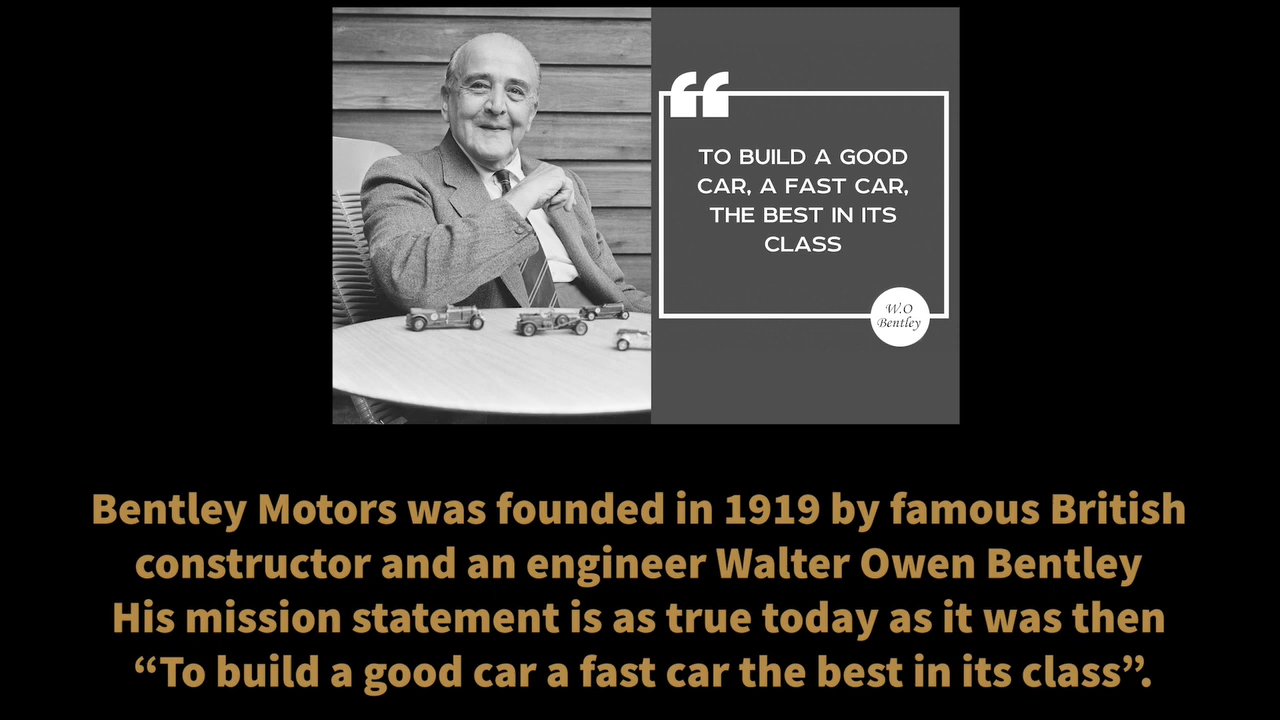 “
TO BUILD A GOOD
CAR, A FAST CAR,
THE BEST IN ITS
CLASS
W.O
Bentley
Bentley Motors was founded in 1919 by famous British
constructor and an engineer Walter Owen Bentley
His mission statement is as true today as it was then
“To build a good car a fast car the best in its class”.